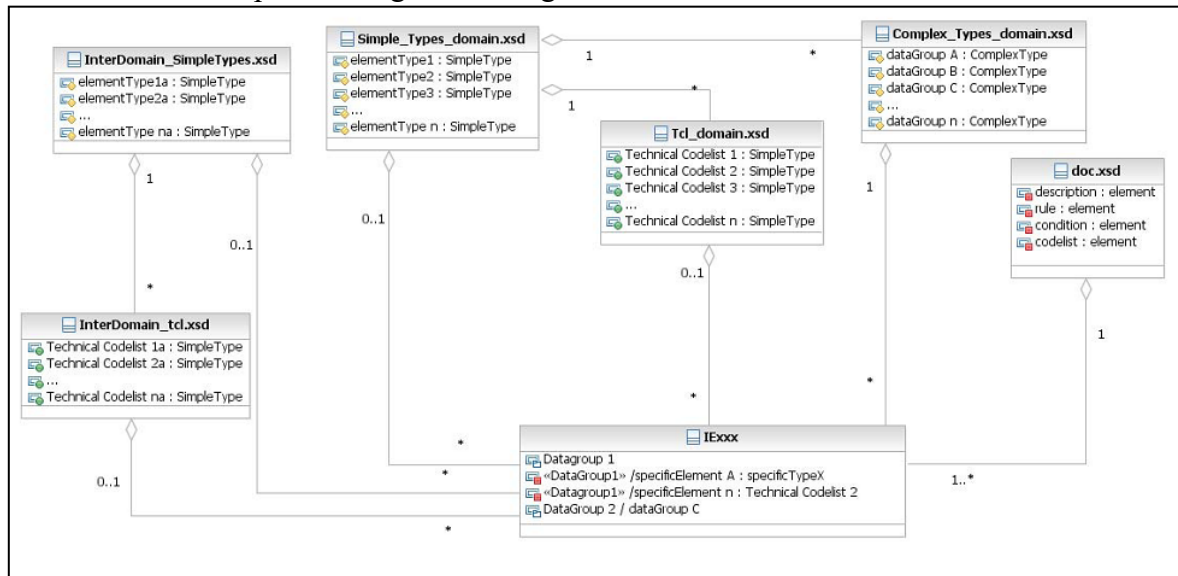 InterDomain_SimpleTypes.xsd
elementType1a : SimpleType
elementType2a : SimpleType
...
elementType na : SimpleType
Simple_Types_domain.xsd
elementType1 : SimpleType
elementType2 : SimpleType
elementType3 : SimpleType
...
elementType n : SimpleType
1
*
Complex_Types_domain.xsd
dataGroup A : ComplexType
dataGroup B : ComplexType
dataGroup C : ComplexType
...
dataGroup n : ComplexType
1
*
Tcl_domain.xsd
Technical Codelist 1 : SimpleType
Technical Codelist 2 : SimpleType
Technical Codelist 3 : SimpleType
...
Technical Codelist n : SimpleType
doc.xsd
description : element
rule : element
condition : element
codelist : element
1
0..1
0..1
1
0..1
1
*
InterDomain_tcl.xsd
Technical Codelist 1a : SimpleType
Technical Codelist 2a : SimpleType
...
Technical Codelist na : SimpleType
*
*
IExxx
Datagroup 1
«DataGroup1» /specificElement A : specificTypeX
«Datagroup1» /specificElement n : Technical Codelist 2
DataGroup 2 / dataGroup C
*
*
1..*
0..1
*